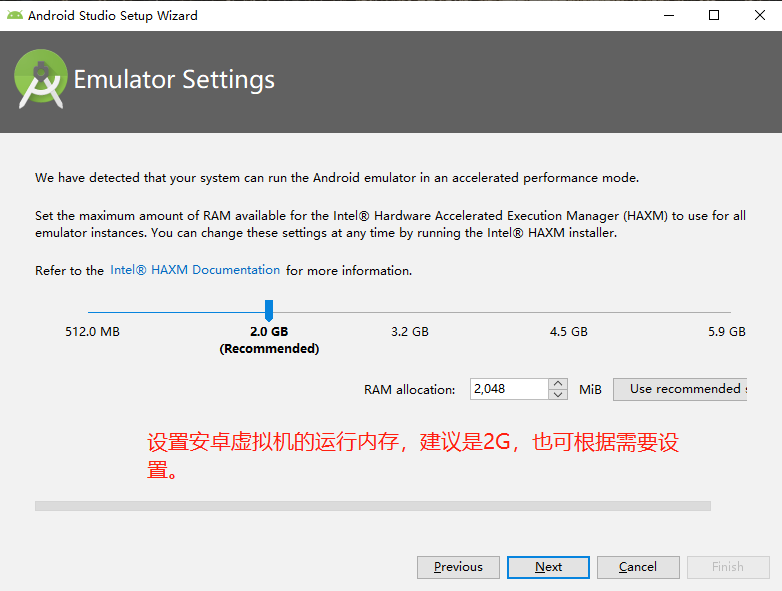 Android Studio Setup Wizard
Emulator Settings
We have detected that your system can run the Android emulator in an accelerated performance mode.
Set the maximum amount of RAM available for the Intel® Hardware Accelerated Execution Manager (HAXM) to use for all
emulator instances. You can change these settings at any time by running the Intel® HAXM installer.
Refer to the Intel® HAXM Documentation for more information.
512.0 MB 2.0 GB 3.2 GB 4.5 GB 5.9 GB
(Recommended)
RAM allocation: 2,048 MiB Use recommended
设置安卓虚拟机的运行内存，建议是2G，也可根据需要设
置。
Previous Next Cancel Finish